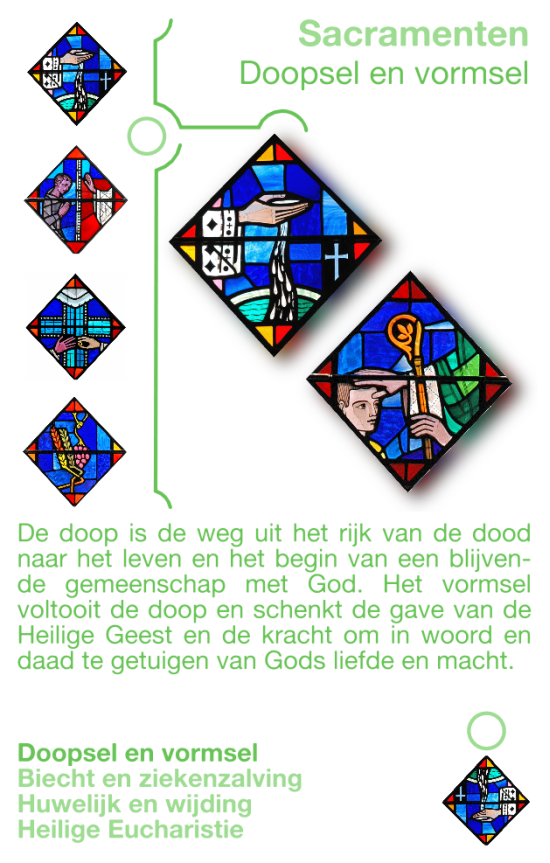 Sacramenten
Doopsel en vormsel
De doop is de weg uit het rijk van de dood
naar het leven en het begin van een blijven-
de gemeenschap met God. Het vormsel
voltooit de doop en schenkt de gave van de
Heilige Geest en de kracht om in woord en
daad te getuigen van Gods liefde en macht.
Doopsel en vormsel
Biecht en ziekenzalving
Huwelijk en wijding
Heilige Eucharistie